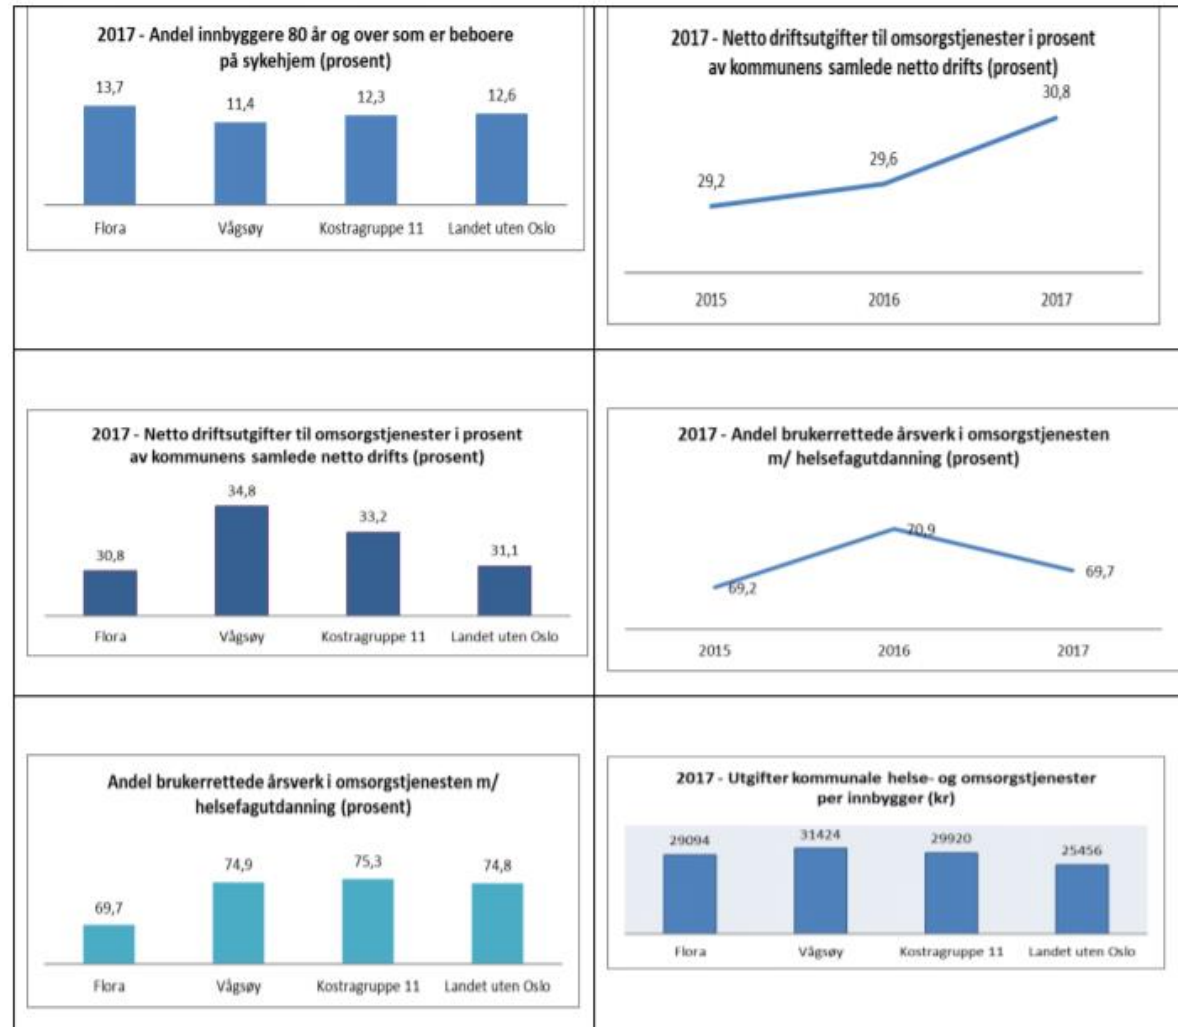 2017 - Andel innbyggere 80 år og over som er beboere
på sykehjem (prosent)
13,7
11,4
12,3
12,6
Flora
Vågsøy
Kostragruppe 11
Landet uten Oslo
2017 - Netto driftsutgifter til omsorgstjenester i prosent
av kommunens samlede netto drifts (prosent)
29,2
29,6
30,8
2015
2016
2017
2017 - Netto driftsutgifter til omsorgstjenester i prosent
av kommunens samlede netto drifts (prosent)
30,8
34,8
33,2
31,1
Flora
Vågsøy
Kostragruppe 11
Landet uten Oslo
2017 - Andel brukerrettede årsverk i omsorgstjenesten
m/ helsefagutdanning (prosent)
69,2
70,9
69,7
2015
2016
2017
Andel brukerrettede årsverk i omsorgstjenesten m/
helsefagutdanning (prosent)
69,7
74,9
75,3
74,8
Flora
Vågsøy
Kostragruppe 11
Landet uten Oslo
2017 - Utgifter kommunale helse- og omsorgstjenester
per innbygger (kr)
29094
31424
29920
25456
Flora
Vågsøy
Kostragruppe 11
Landet uten Oslo